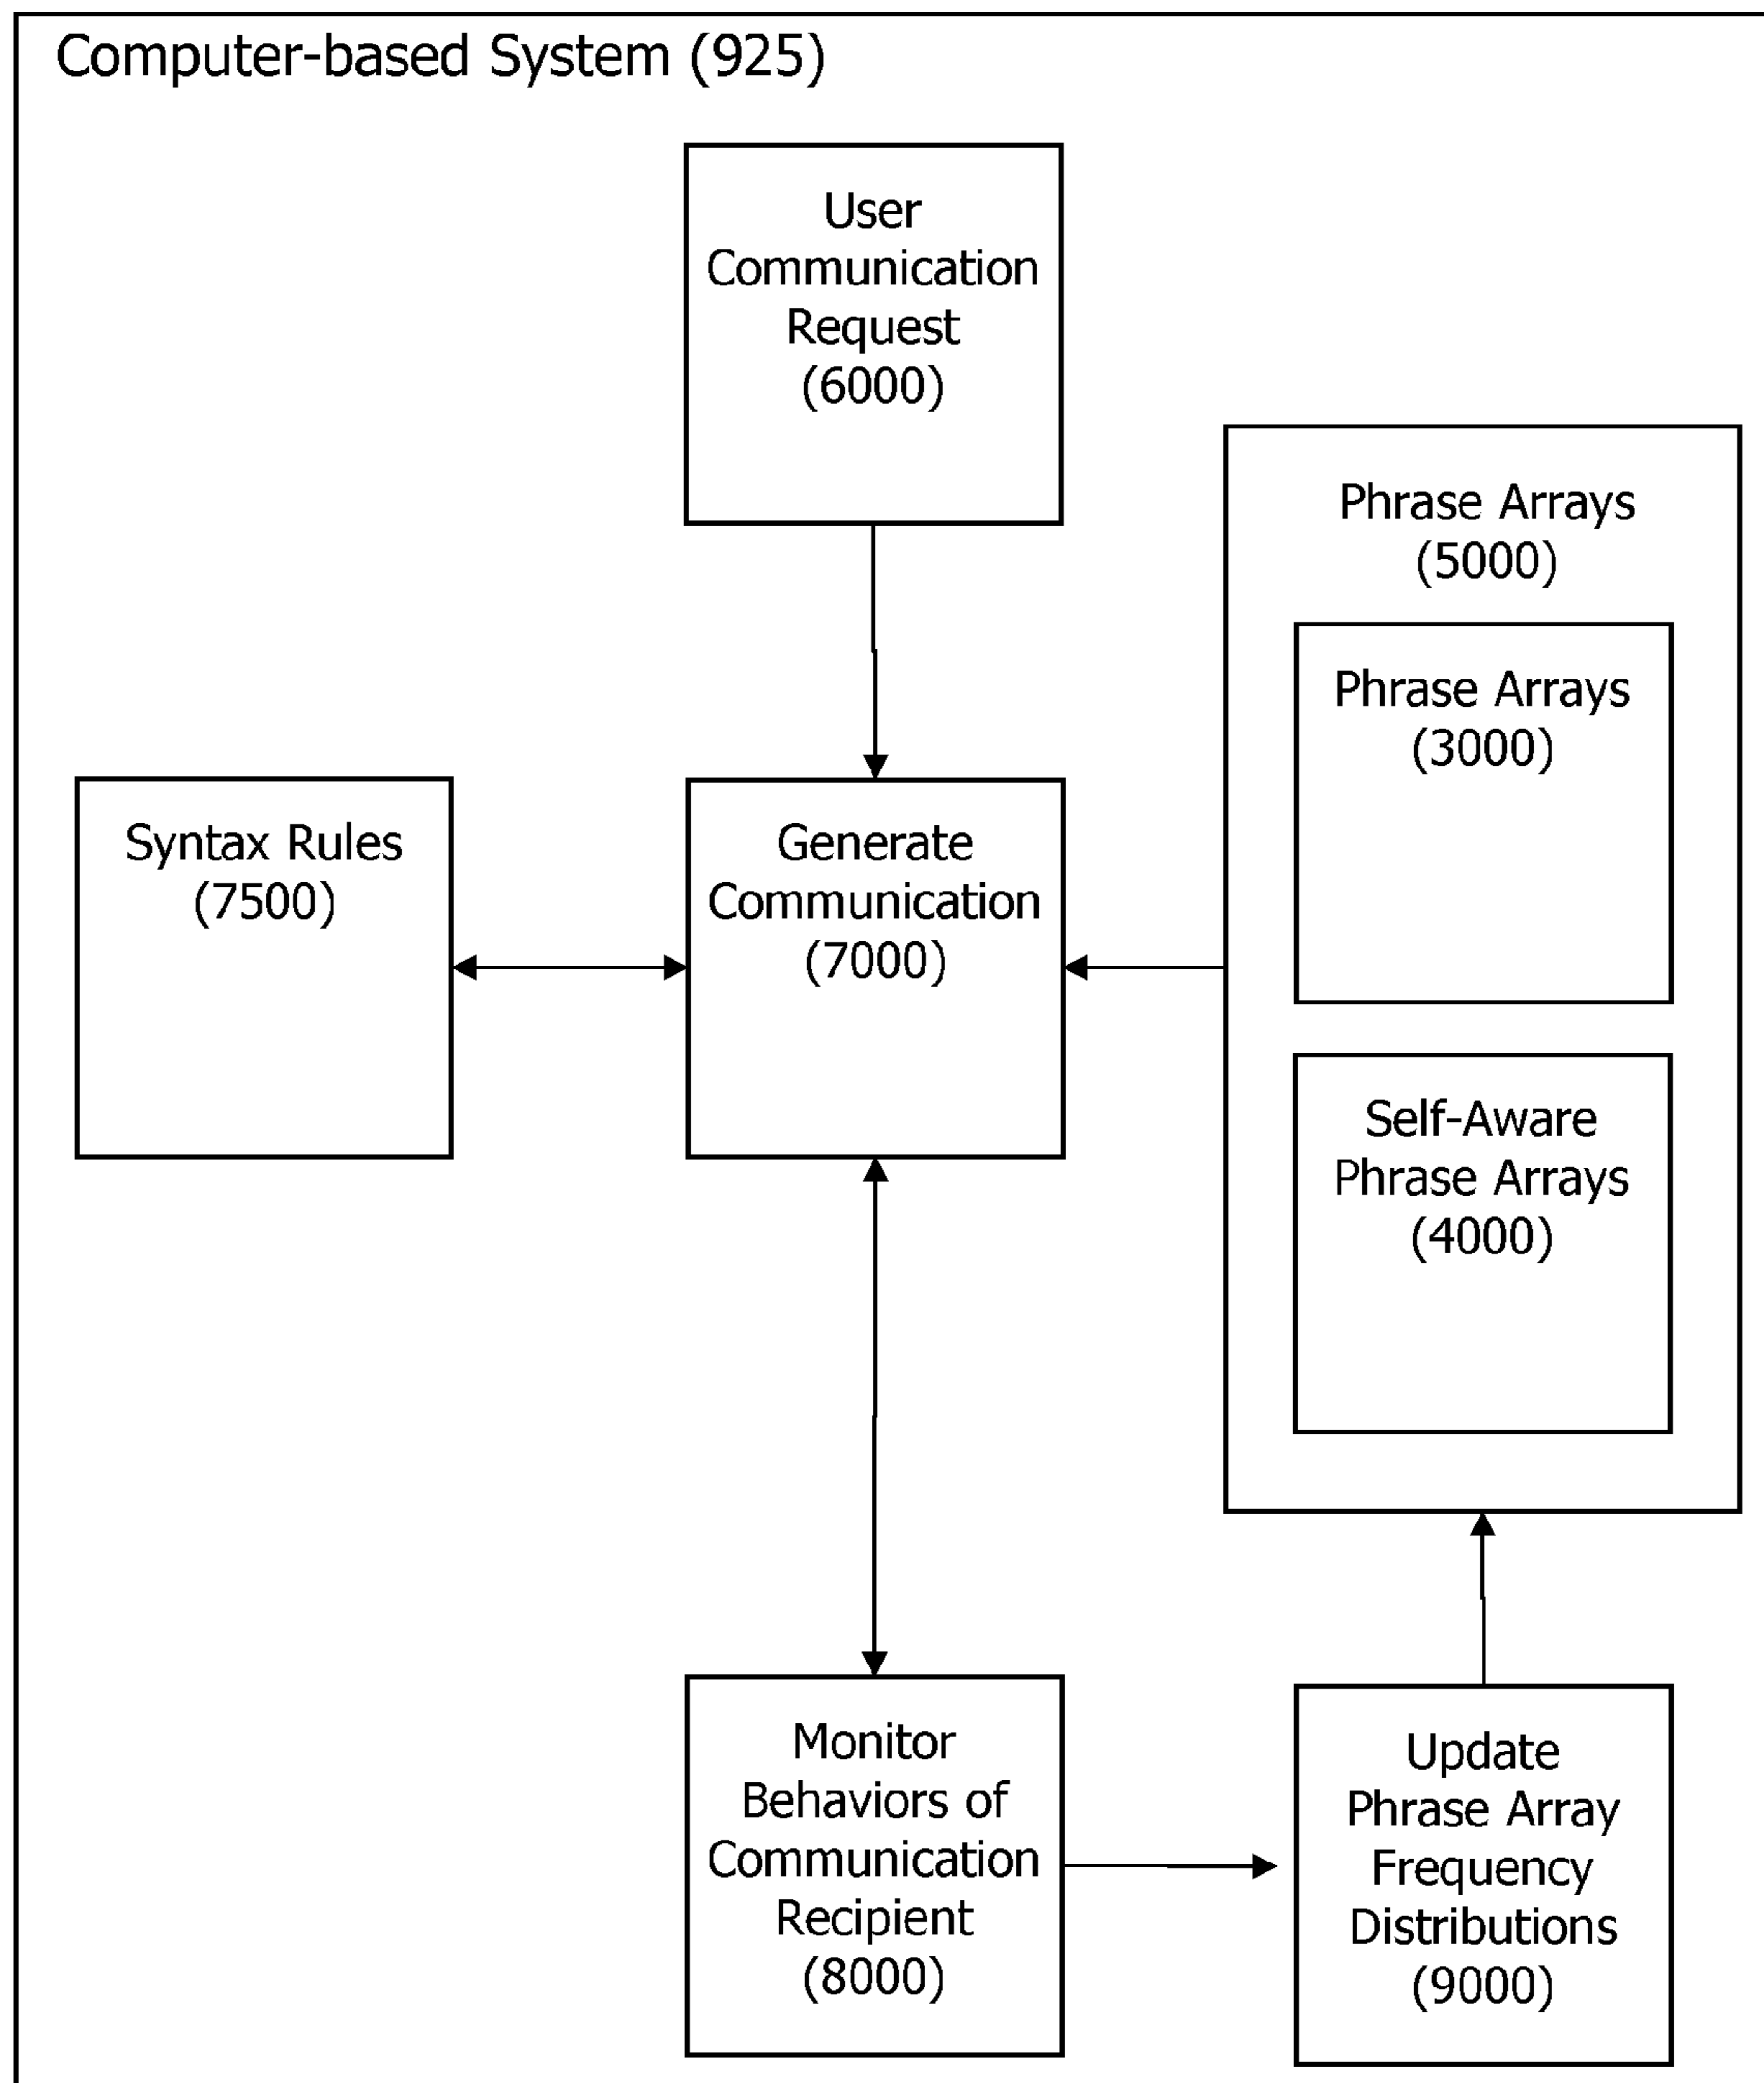 Computer-based System (925)
User
Communication
Request
(6000)
Phrase Arrays
(5000)
Phrase Arrays
(3000)
Syntax Rules
(7500)
Generate
Communication
(7000)
Self-Aware
Phrase Arrays
(4000)
Monitor
Behaviors of
Communication
Recipient
(8000)
Update
Phrase Array
Frequency
Distributions
(9000)